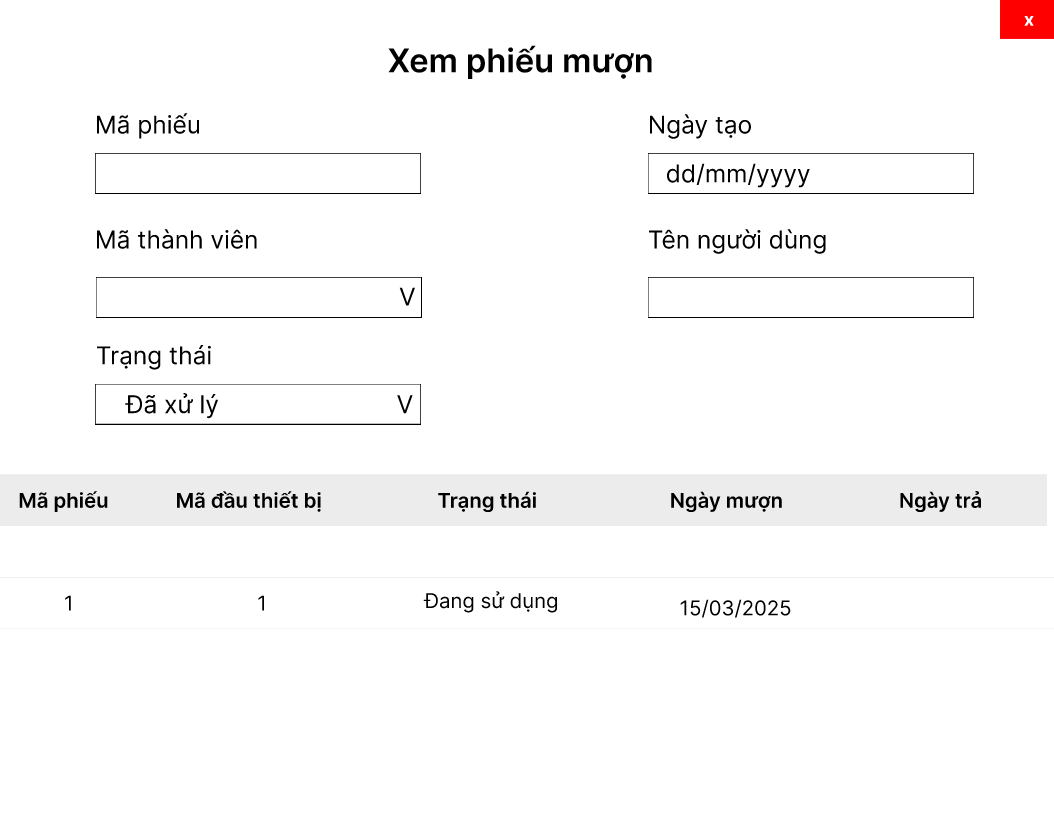 x
Xem phiếu mượn
Mã phiếu
Ngày tạo
dd/mm/yyyy
Mã thành viên
Tên người dùng
V
Trạng thái
Đã xử lý V
Mã phiếu Mã đầu thiết bị Trạng thái Ngày mượn Ngày trả
1 1 Đang sử dụng 15/03/2025